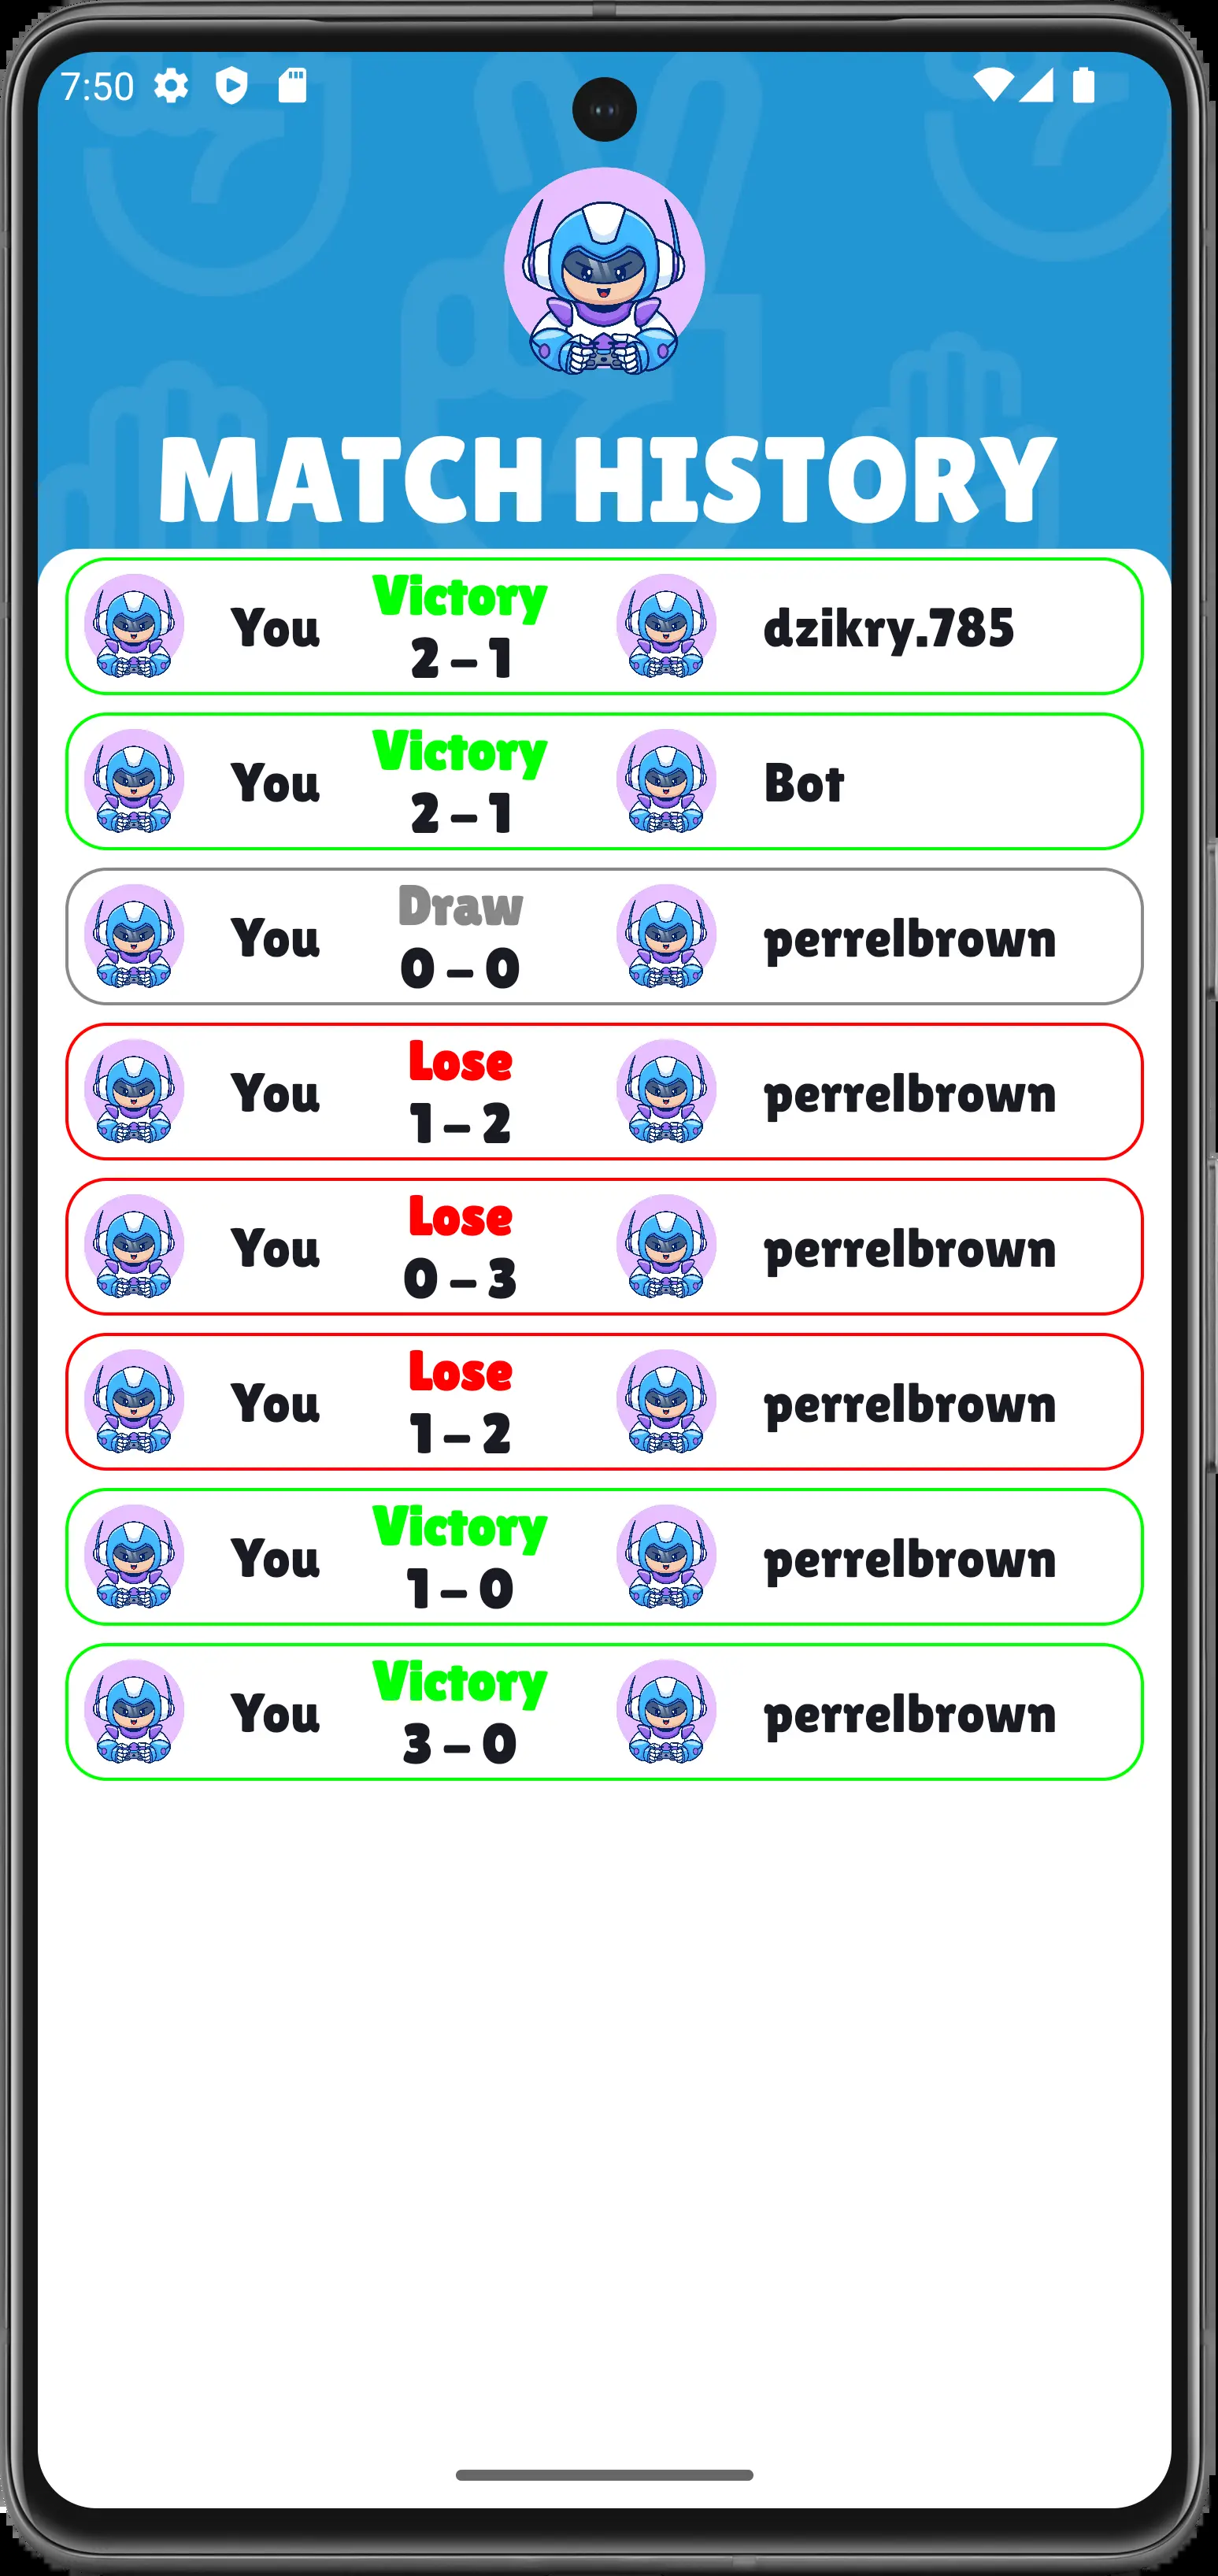 7:50
MATCH HISTORY
You Victory dzikry.785
2 – 1
You Victory Bot
2 – 1
You Draw perrelbrown
0 – 0
You Lose perrelbrown
1 – 2
You Lose perrelbrown
0 – 3
You Lose perrelbrown
1 – 2
You Victory perrelbrown
1 – 0
You Victory perrelbrown
3 – 0